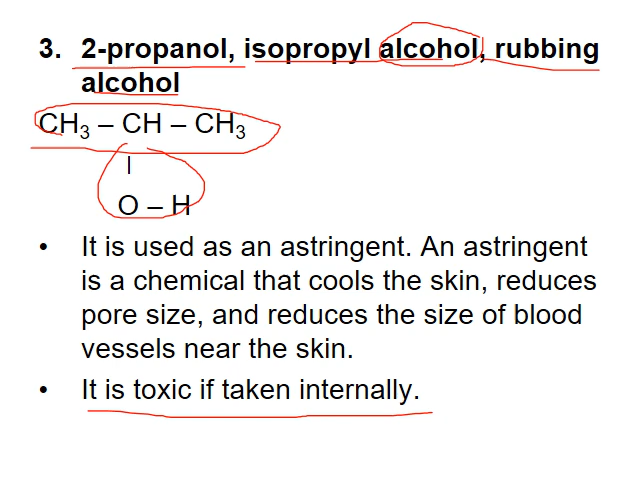 3. 2-propanol, isopropyl alcohol, rubbing
alcohol
CH₃ – CH – CH₃
|
O – H
• It is used as an astringent. An astringent
is a chemical that cools the skin, reduces
pore size, and reduces the size of blood
vessels near the skin.
• It is toxic if taken internally.